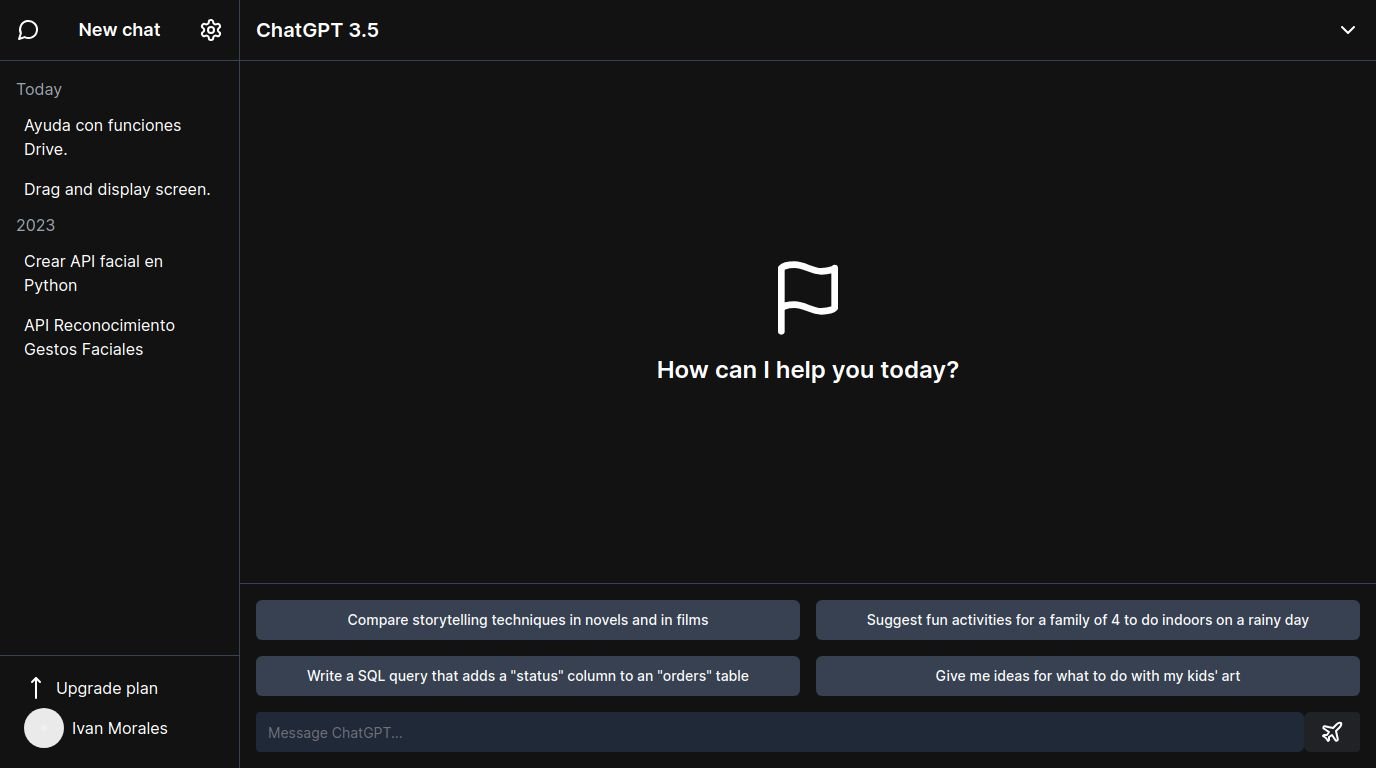 New chat
Today
Ayuda con funciones
Drive.
Drag and display screen.
2023
Crear API facial en
Python
API Reconocimiento
Gestos Faciales
Upgrade plan
Ivan Morales
ChatGPT 3.5
How can I help you today?
Compare storytelling techniques in novels and in films
Suggest fun activities for a family of 4 to do indoors on a rainy day
Write a SQL query that adds a "status" column to an "orders" table
Give me ideas for what to do with my kids' art
Message ChatGPT...